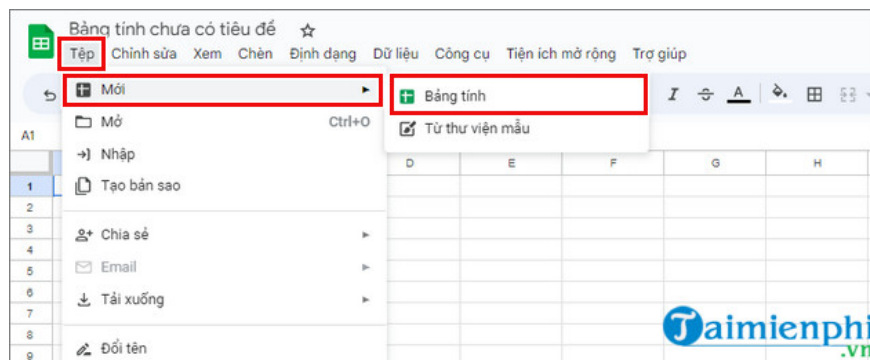 Bảng tính chưa có tiêu đề
Tệp Chỉnh sửa Xem Chèn Định dạng Dữ liệu Công cụ Tiện ích mở rộng Trợ giúp
Mới
Bảng tính
I A
A1
Mở Ctrl+O
Từ thư viện mẫu
Nhập
D E F G H
1
Tạo bản sao
2
3
Chia sẻ
4
5
Email
6
Tải xuống
7
8
Taimienphi
.vn
Đổi tên
9